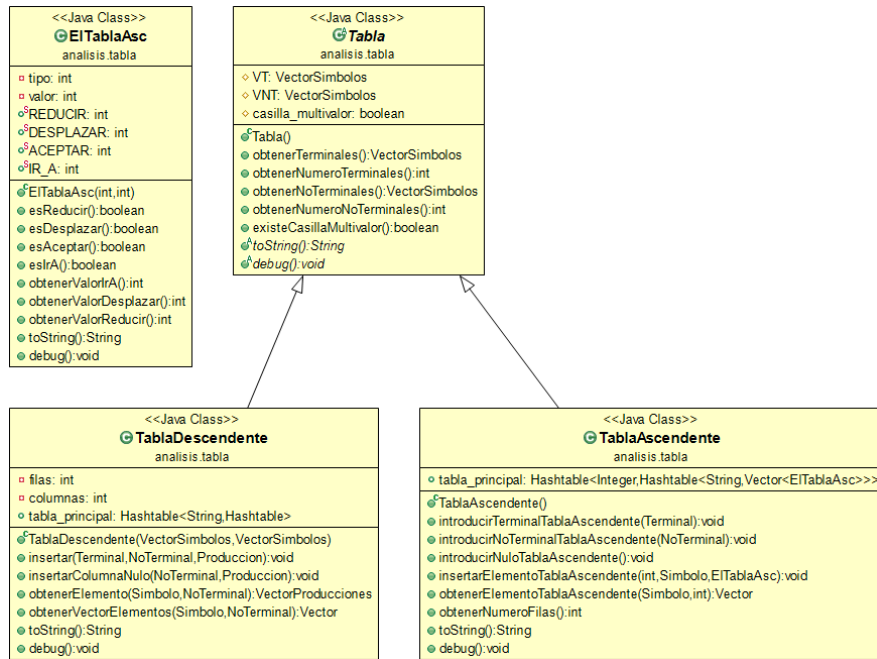 <<Java Class>>
ElTablaAsc
analisis.tabla
tipo: int
valor: int
REDUCIR: int
DESPLAZAR: int
ACEPTAR: int
IR_A: int
ElTablaAsc(int,int)
esReducir():boolean
esDesplazar():boolean
esAceptar():boolean
esIrA():boolean
obtenerValorIrA():int
obtenerValorDesplazar():int
obtenerValorReducir():int
toString():String
debug():void
<<Java Class>>
Tabla
analisis.tabla
VT: VectorSimbolos
VNT: VectorSimbolos
casilla_multivalor: boolean
Tabla()
obtenerTerminales():VectorSimbolos
obtenerNumeroTerminales():int
obtenerNoTerminales():VectorSimbolos
obtenerNumeroNoTerminales():int
existeCasillaMultivalor():boolean
toString():String
debug():void
<<Java Class>>
TablaDescendente
analisis.tabla
filas: int
columnas: int
tabla_principal: Hashtable<String,Hashtable>
TablaDescendente(VectorSimbolos,VectorSimbolos)
insertar(Terminal,NoTerminal,Produccion):void
insertarColumnaNulo(NoTerminal,Produccion):void
obtenerElemento(Simbolo,NoTerminal):VectorProducciones
obtenerVectorElementos(Simbolo,NoTerminal):Vector
toString():String
debug():void
<<Java Class>>
TablaAscendente
analisis.tabla
tabla_principal: Hashtable<Integer,Hashtable<String,Vector<ElTablaAsc>>>
TablaAscendente()
introducirTerminalTablaAscendente(Terminal):void
introducirNoTerminalTablaAscendente(NoTerminal):void
introducirNuloTablaAscendente():void
insertarElementoTablaAscendente(int,Simbolo,ElTablaAsc):void
obtenerElementoTablaAscendente(Simbolo,int):Vector
obtenerNumeroFilas():int
toString():String
debug():void